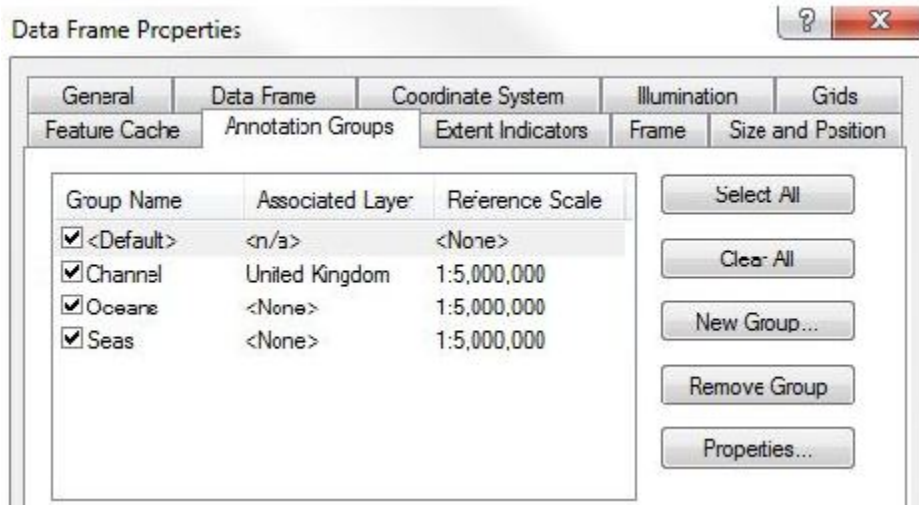 Data Frame Properties
General Data Frame Coordinate System Illumination Grids
Feature Cache Annotation Groups Extent Indicators Frame Size and Position
Group Name Associated Layer Reference Scale
<Default> <n/a> <None>
Channel United Kingdom 1:5,000,000
Oceans <None> 1:5,000,000
Seas <None> 1:5,000,000
Select All
Clear All
New Group...
Remove Group
Properties...